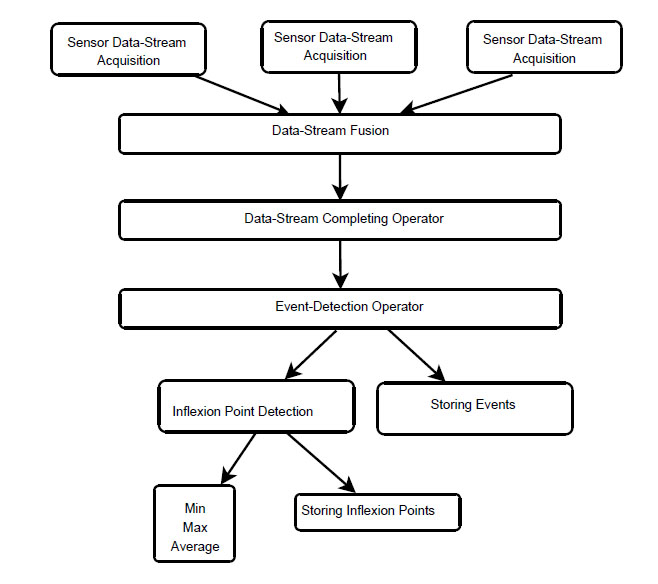 Sensor Data-Stream
Acquisition
Sensor Data-Stream
Acquisition
Sensor Data-Stream
Acquisition
Data-Stream Fusion
Data-Stream Completing Operator
Event-Detection Operator
Inflexion Point Detection
Storing Events
Min
Max
Average
Storing Inflexion Points